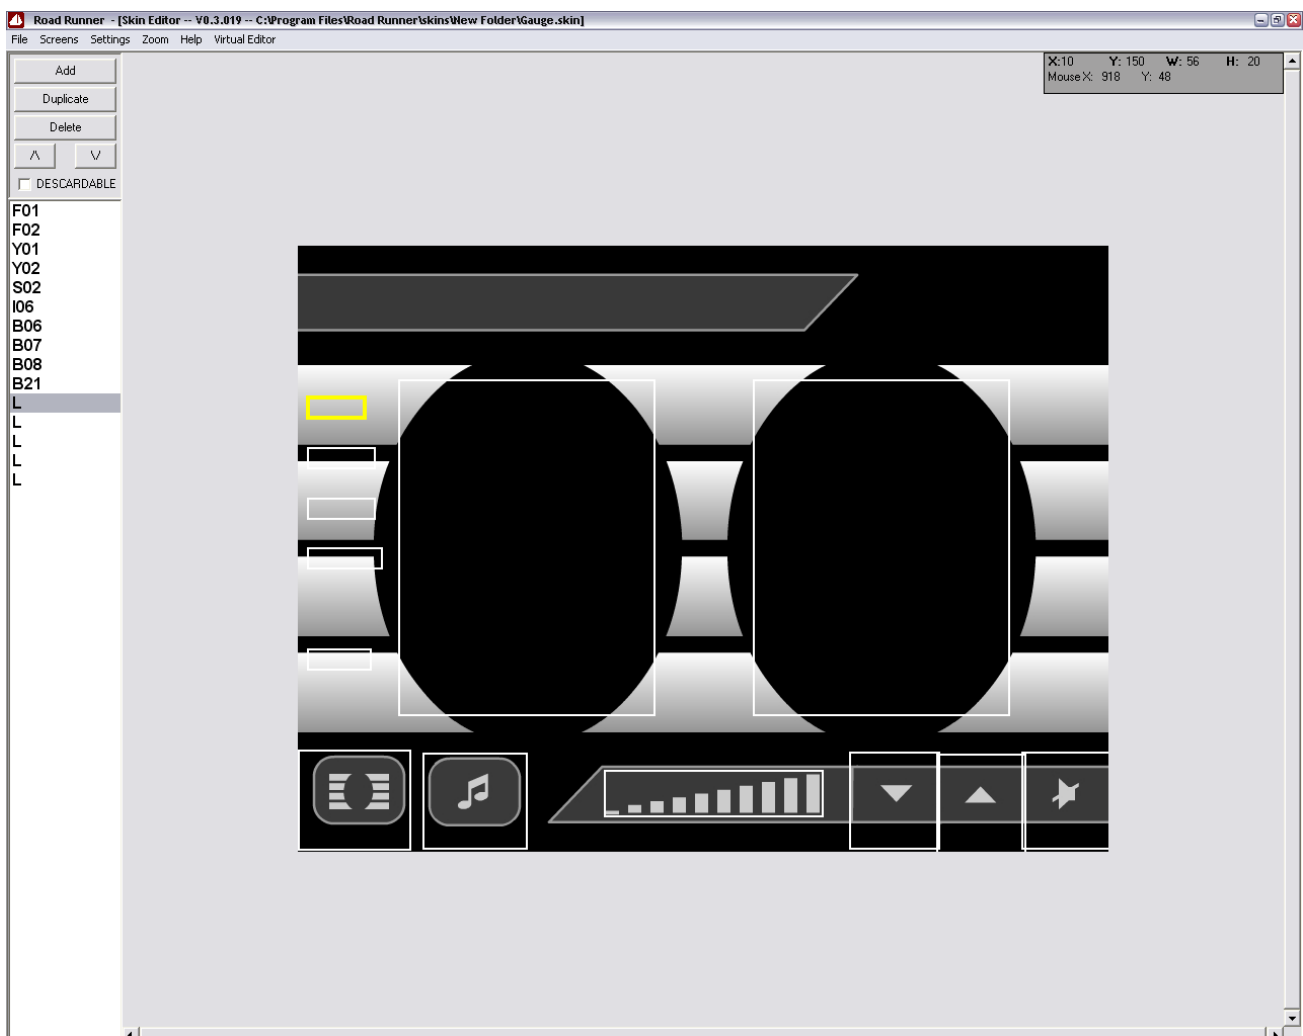 Road Runner - [Skin Editor -- V0.3.019 -- C:\Program Files\Road Runner\skins\New Folder\Gauge.skin]
File Screens Settings Zoom Help Virtual Editor
X:10 Y: 150 W: 56 H: 20
Mouse X: 918 Y: 48
Add
Duplicate
Delete
/\ \/
DESCARDABLE
F01
F02
Y01
Y02
S02
I06
B06
B07
B08
B21
L
L
L
L
L